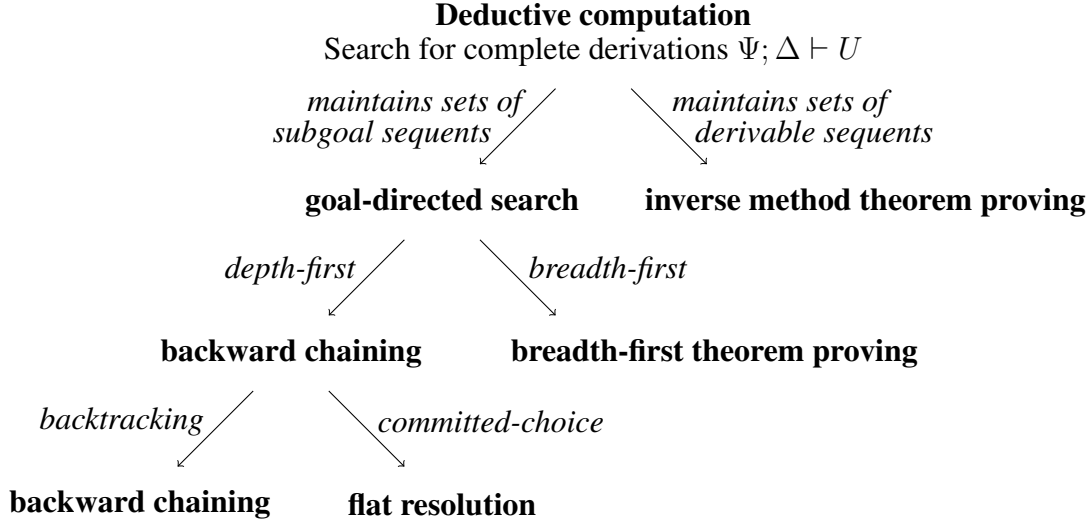 Deductive computation
Search for complete derivations Ψ; Δ ⊢ U
maintains sets of subgoal sequents
maintains sets of derivable sequents
goal-directed search
inverse method theorem proving
depth-first
breadth-first
backward chaining
breadth-first theorem proving
backtracking
committed-choice
backward chaining
flat resolution